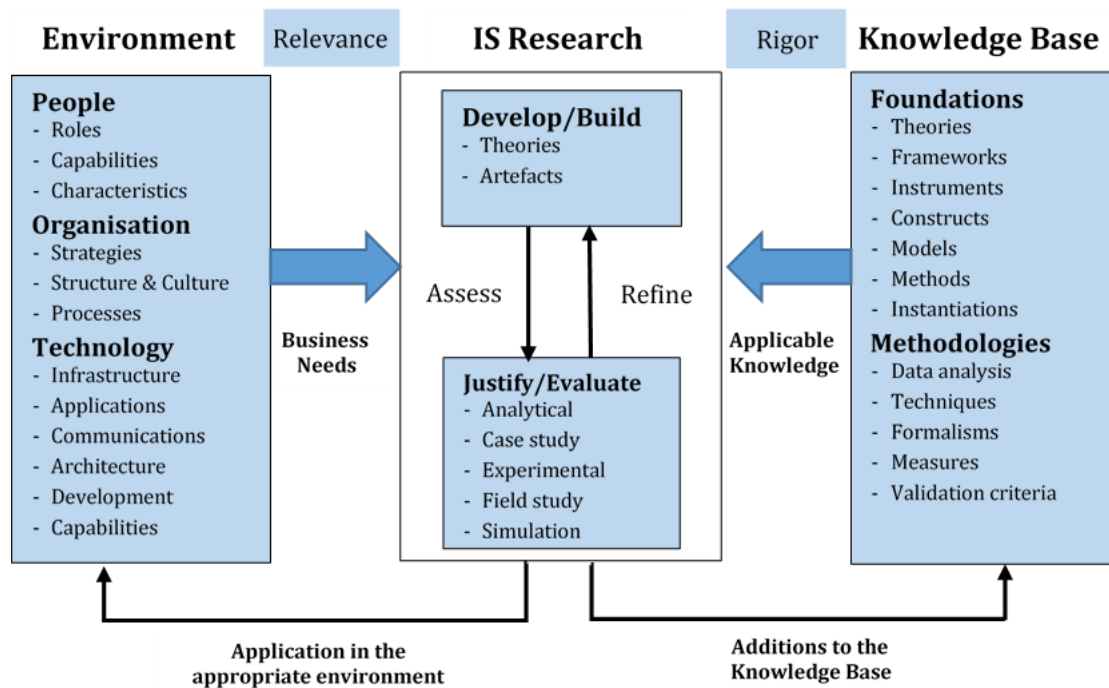 Environment
Relevance
IS Research
Rigor
Knowledge Base
People
- Roles
- Capabilities
- Characteristics
Organisation
- Strategies
- Structure & Culture
- Processes
Technology
- Infrastructure
- Applications
- Communications
- Architecture
- Development
- Capabilities
Business
Needs
Develop/Build
- Theories
- Artefacts
Assess
Refine
Justify/Evaluate
- Analytical
- Case study
- Experimental
- Field study
- Simulation
Applicable
Knowledge
Foundations
- Theories
- Frameworks
- Instruments
- Constructs
- Models
- Methods
- Instantiations
Methodologies
- Data analysis
- Techniques
- Formalisms
- Measures
- Validation criteria
Application in the
appropriate environment
Additions to the
Knowledge Base